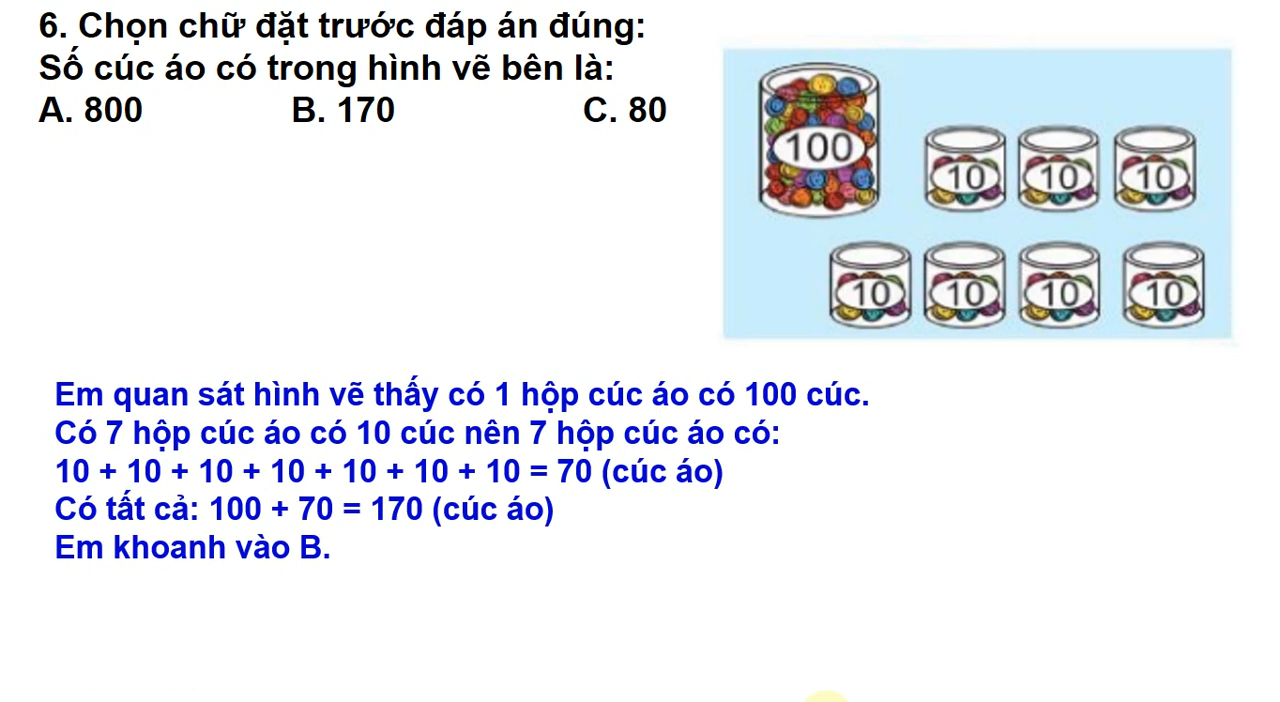 6. Chọn chữ đặt trước đáp án đúng:
Số cúc áo có trong hình vẽ bên là:
A. 800 B. 170 C. 80
100
10 10 10
10 10 10 10
Em quan sát hình vẽ thấy có 1 hộp cúc áo có 100 cúc.
Có 7 hộp cúc áo có 10 cúc nên 7 hộp cúc áo có:
10 + 10 + 10 + 10 + 10 + 10 + 10 = 70 (cúc áo)
Có tất cả: 100 + 70 = 170 (cúc áo)
Em khoanh vào B.